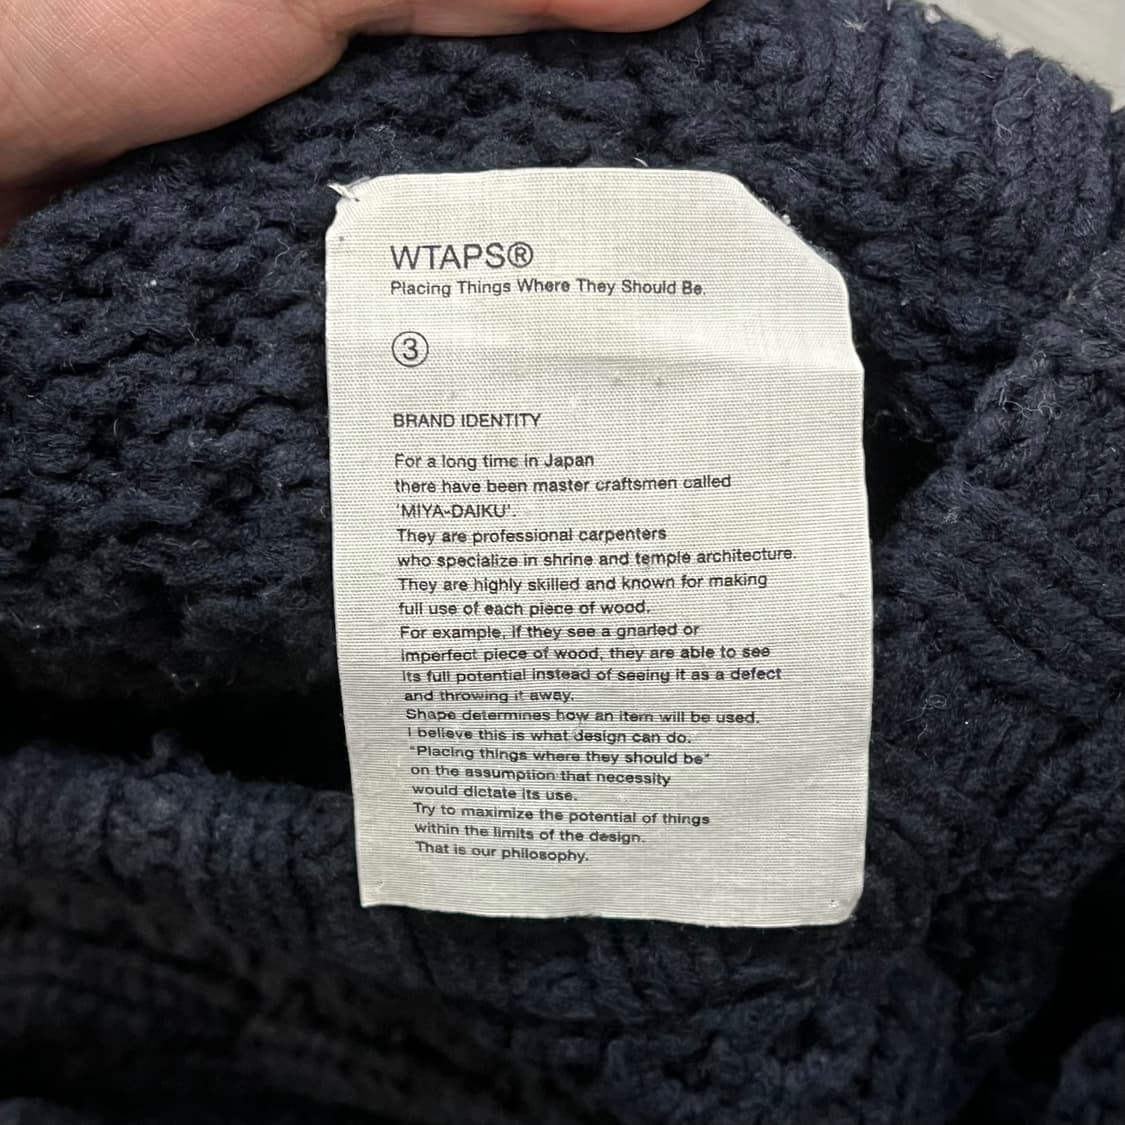 WTAPS®
Placing Things Where They Should Be.
③
BRAND IDENTITY
For a long time in Japan
there have been master craftsmen called
'MIYA-DAIKU'.
They are professional carpenters
who specialize in shrine and temple architecture.
They are highly skilled and known for making
full use of each piece of wood.
For example, if they see a gnarled or
imperfect piece of wood, they are able to see
its full potential instead of seeing it as a defect
and throwing it away.
Shape determines how an item will be used.
I believe this is what design can do.
"Placing things where they should be"
on the assumption that necessity
would dictate its use.
Try to maximize the potential of things
within the limits of the design.
That is our philosophy.